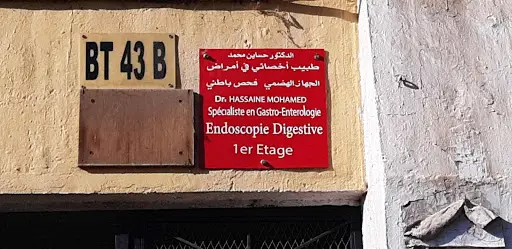 BT 43 B
الدكتور حساين محمد
طبيب أخصائي في أمراض
الجهاز الهضمي فحص باطني
Dr. HASSAINE MOHAMED
Spécialiste en Gastro-Enterologie
Endoscopie Digestive
1er Etage